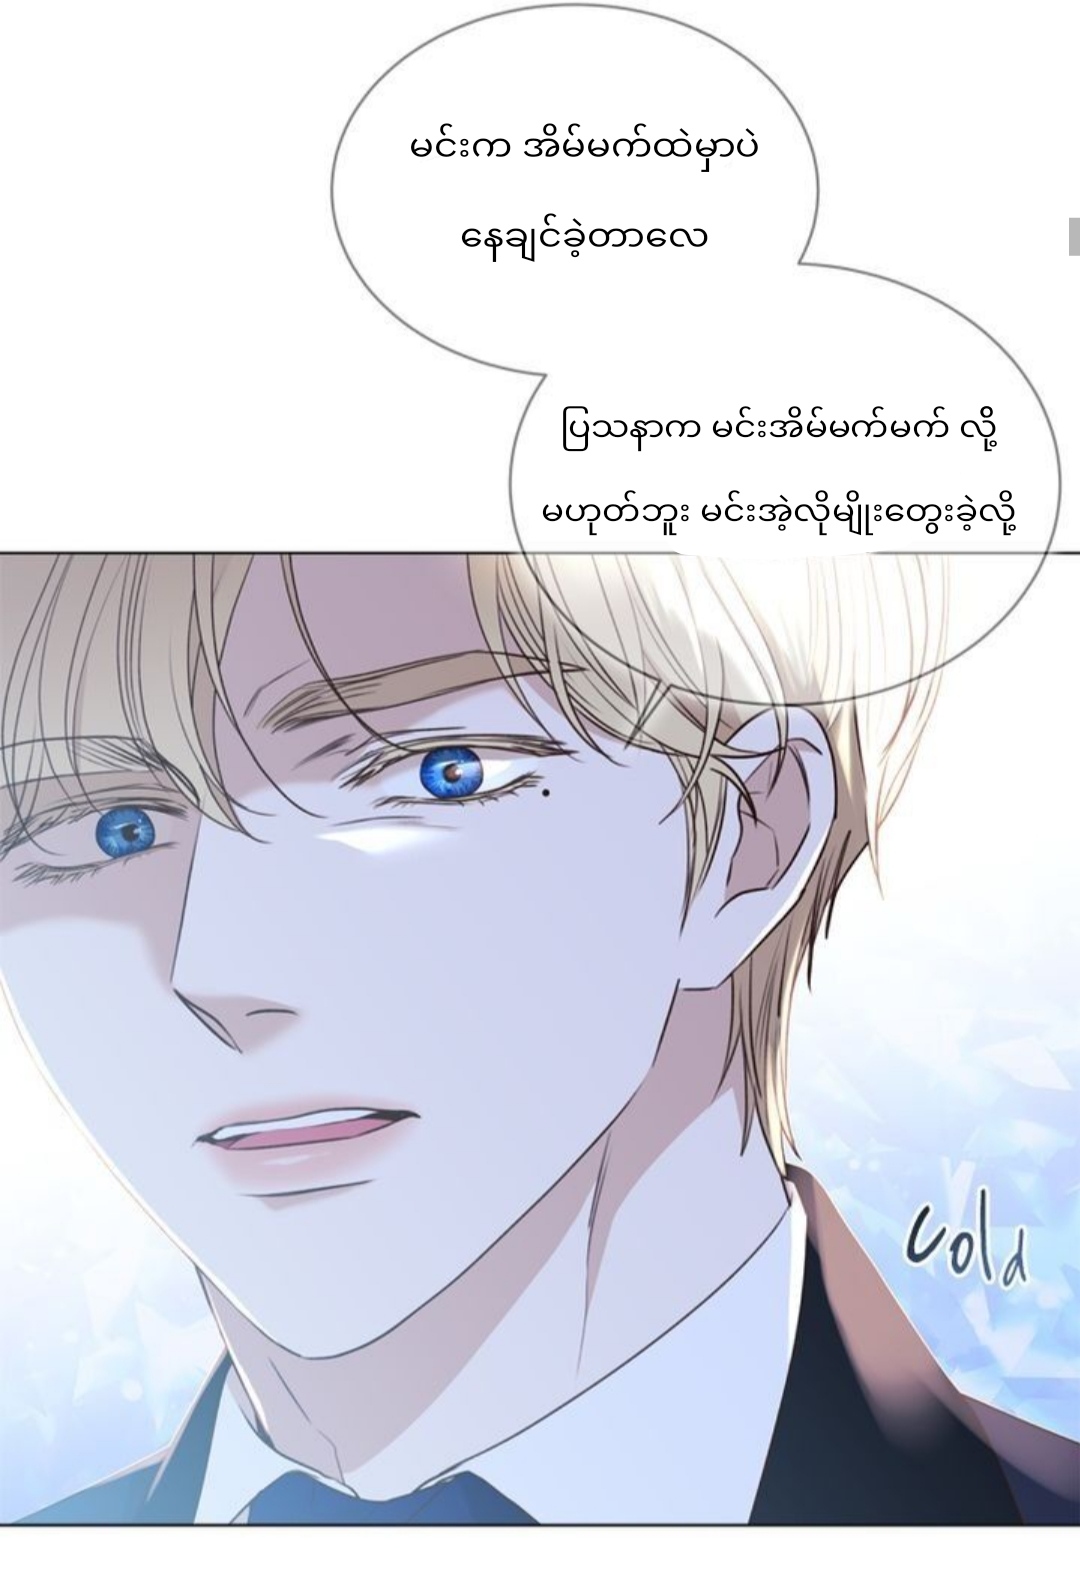 မင်းက အိမ်မက်ထဲမှာပဲ
နေချင်ခဲ့တာလေ
ပြသနာက မင်းအိမ်မက်မက် လို့
မဟုတ်ဘူး မင်းအဲ့လိုမျိုးတွေးခဲ့လို့
cold